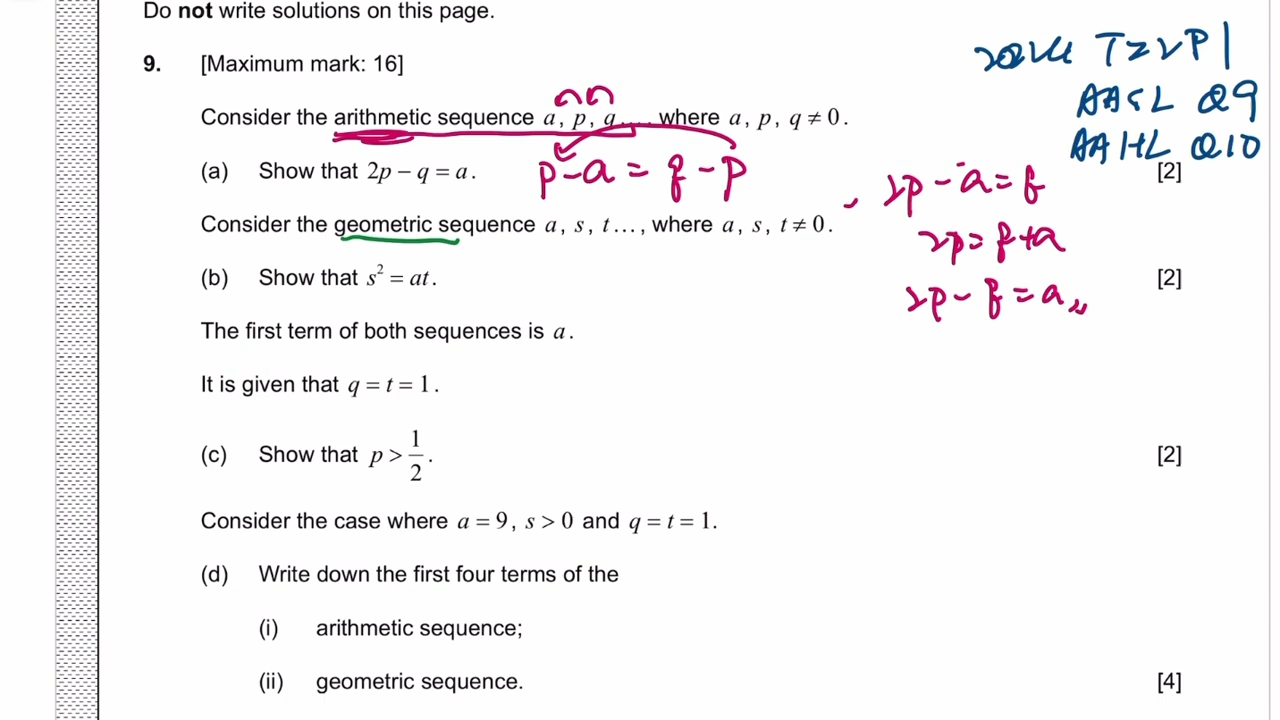 Do not write solutions on this page.
9. [Maximum mark: 16]
T2 P1
AASL Q9
AAHL Q10
Consider the arithmetic sequence a, p, q ... where a, p, q ≠ 0.
(a) Show that 2p − q = a. [2]
p - a = q - p
2p - a = q
2p = q + a
2p - q = a
Consider the geometric sequence a, s, t..., where a, s, t ≠ 0.
(b) Show that s² = at. [2]
The first term of both sequences is a.
It is given that q = t = 1.
(c) Show that p > 1/2. [2]
Consider the case where a = 9, s > 0 and q = t = 1.
(d) Write down the first four terms of the
(i) arithmetic sequence;
(ii) geometric sequence. [4]